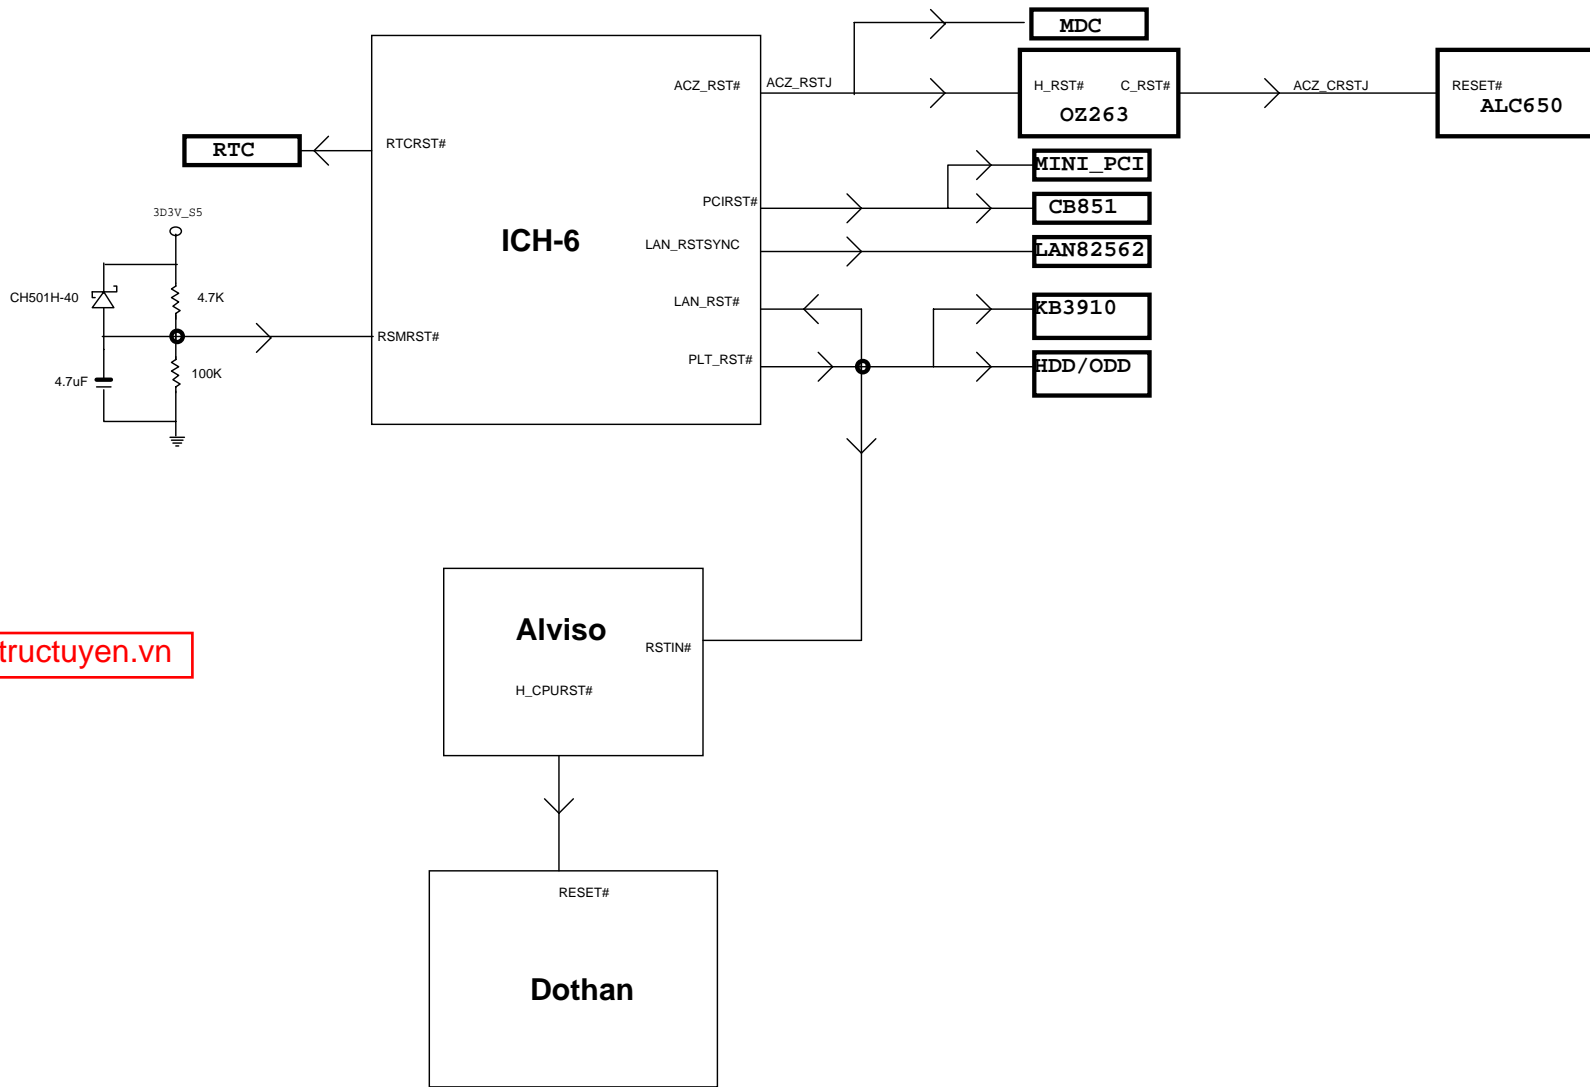 MDC
ACZ_RST#
ACZ_RSTJ
H_RST#
C_RST#
OZ263
ACZ_CRSTJ
RESET#
ALC650
RTC
RTCRST#
MINI_PCI
PCIRST#
CB851
3D3V_S5
ICH-6
LAN_RSTSYNC
LAN82562
CH501H-40
4.7K
LAN_RST#
KB3910
RSMRST#
PLT_RST#
HDD/ODD
4.7uF
100K
Alviso
RSTIN#
tructuyen.vn
H_CPURST#
RESET#
Dothan